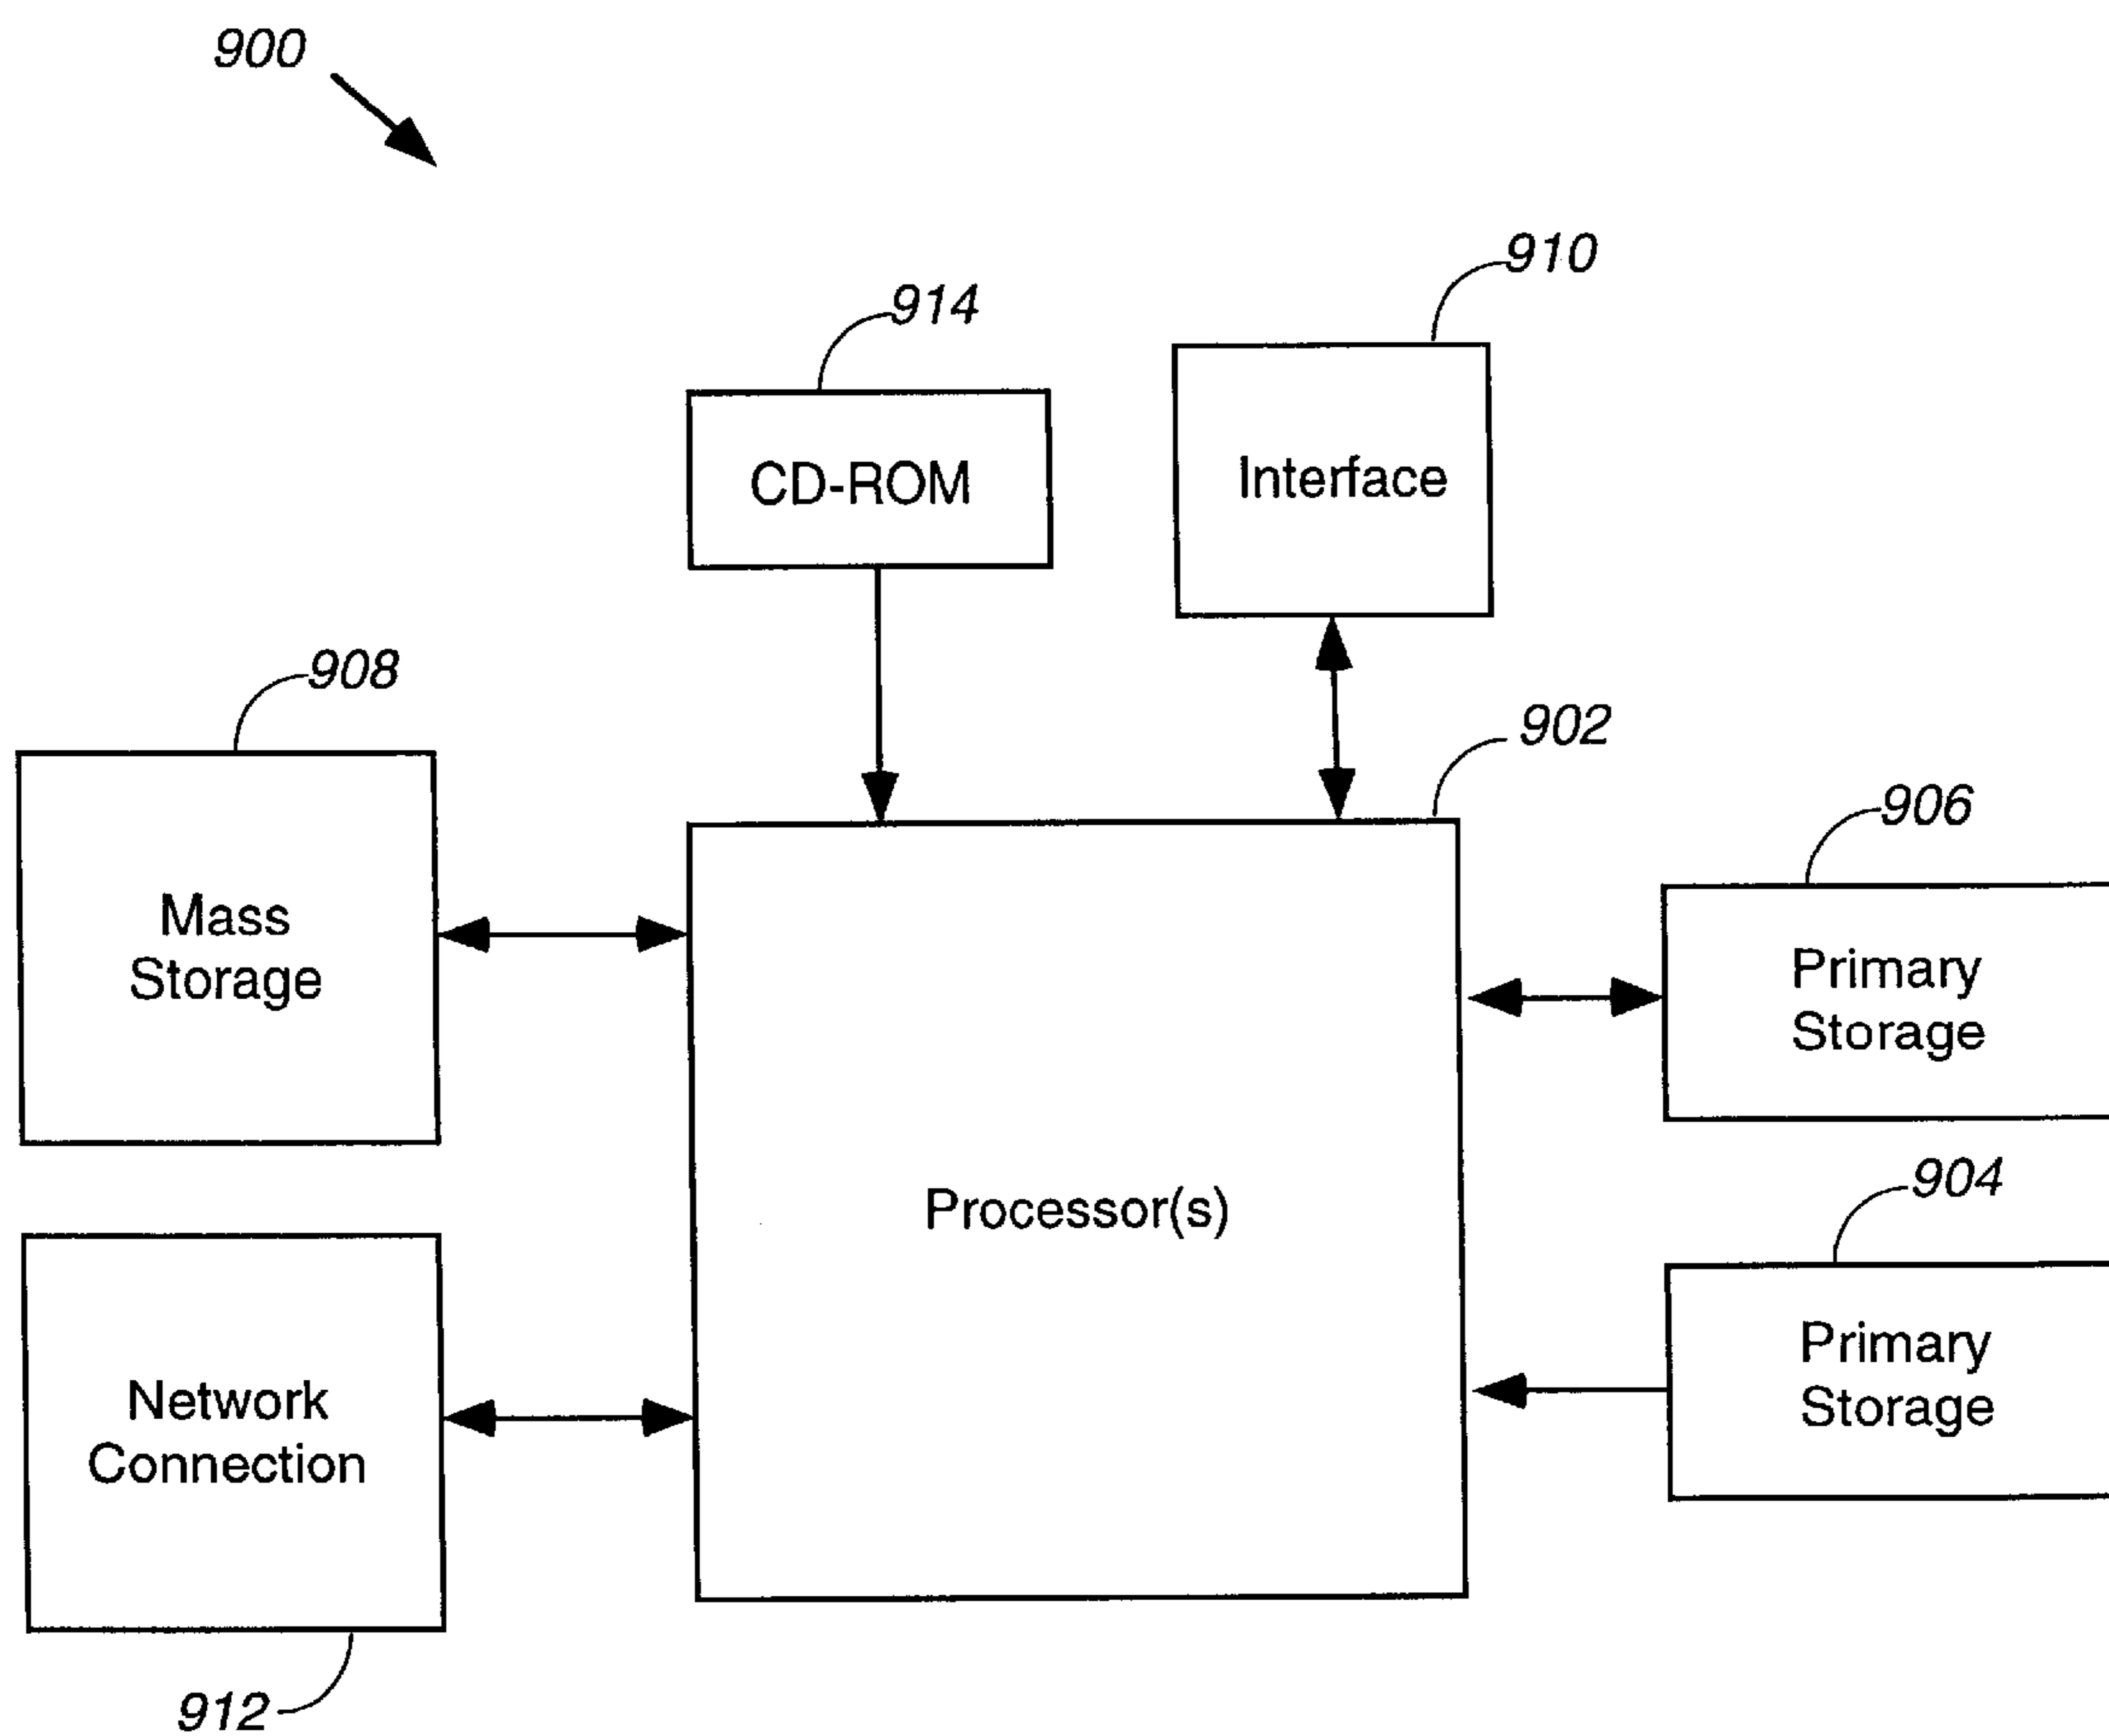 900
910
914
CD-ROM
Interface
908
902
906
Mass
Storage
Primary
Storage
904
Processor(s)
Primary
Storage
Network
Connection
912